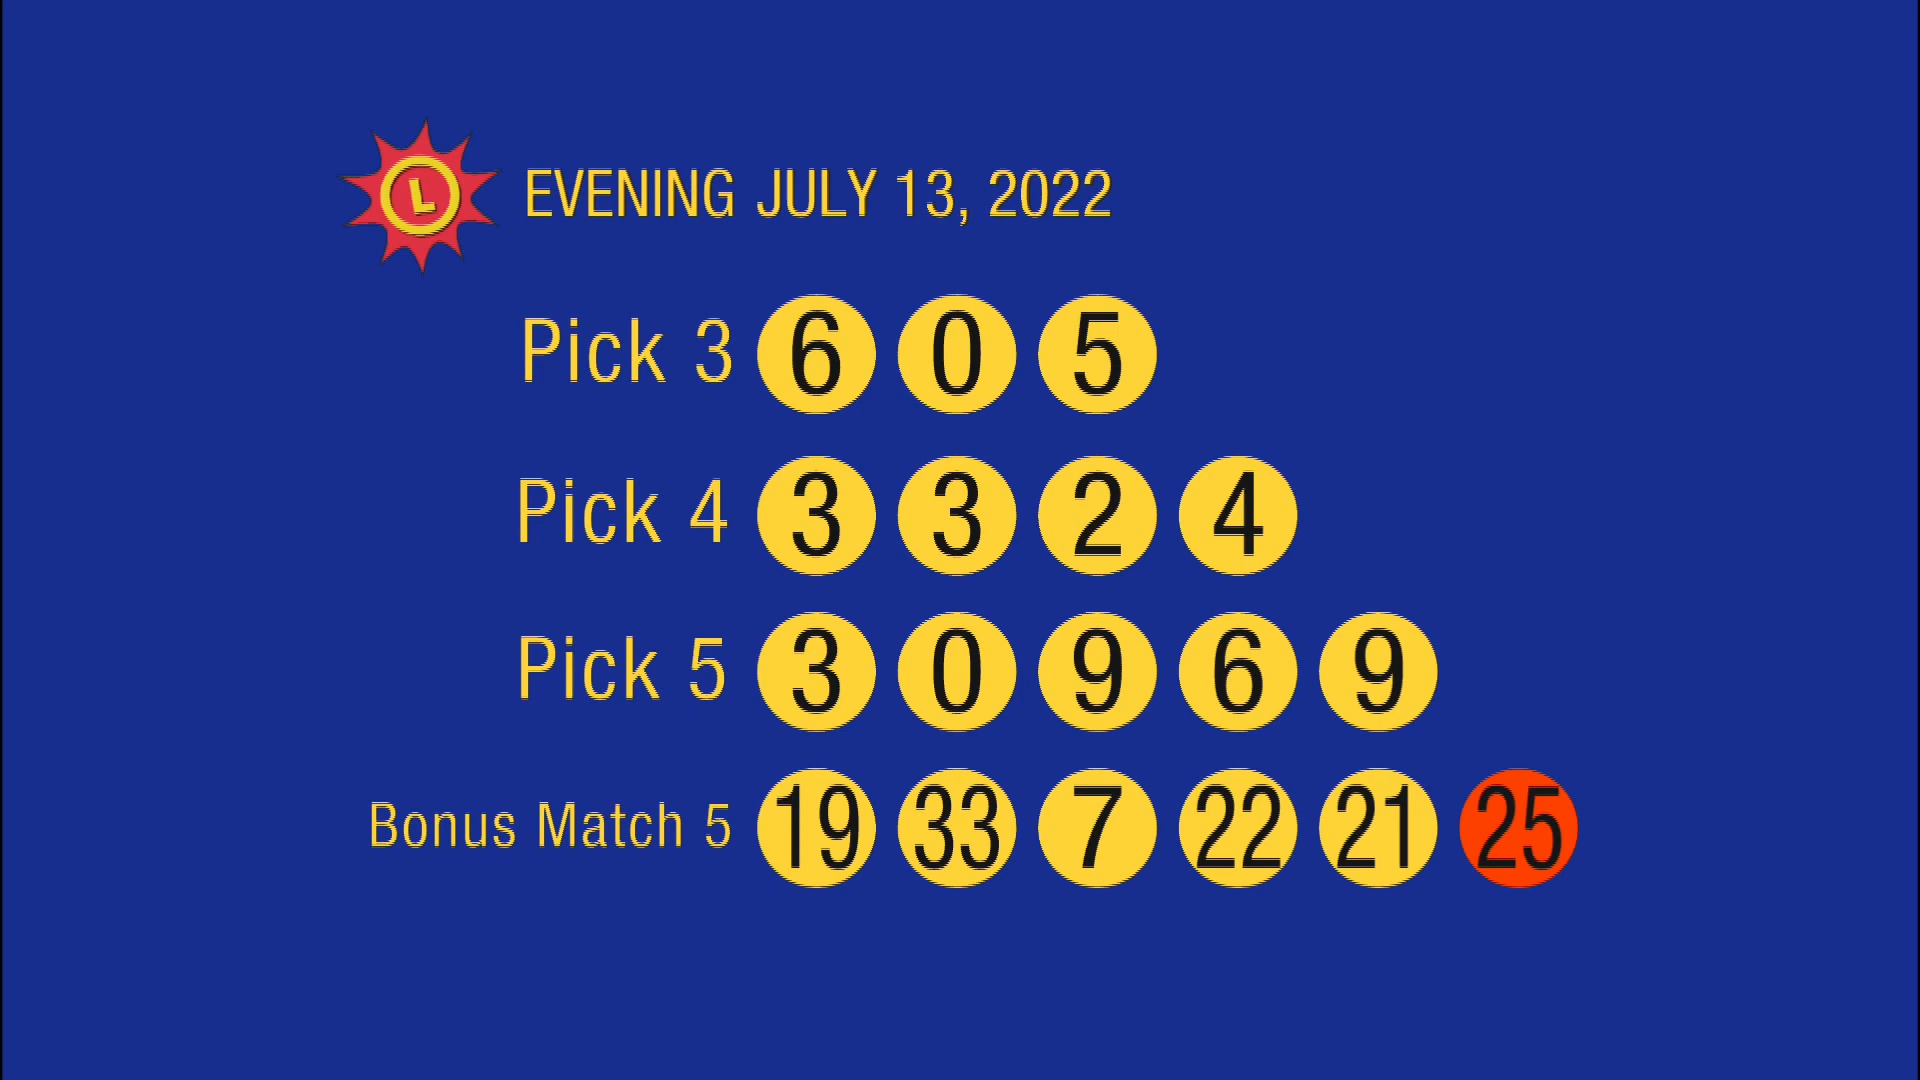 L EVENING JULY 13, 2022
Pick 3 6 0 5
Pick 4 3 3 2 4
Pick 5 3 0 9 6 9
Bonus Match 5 19 33 7 22 21 25